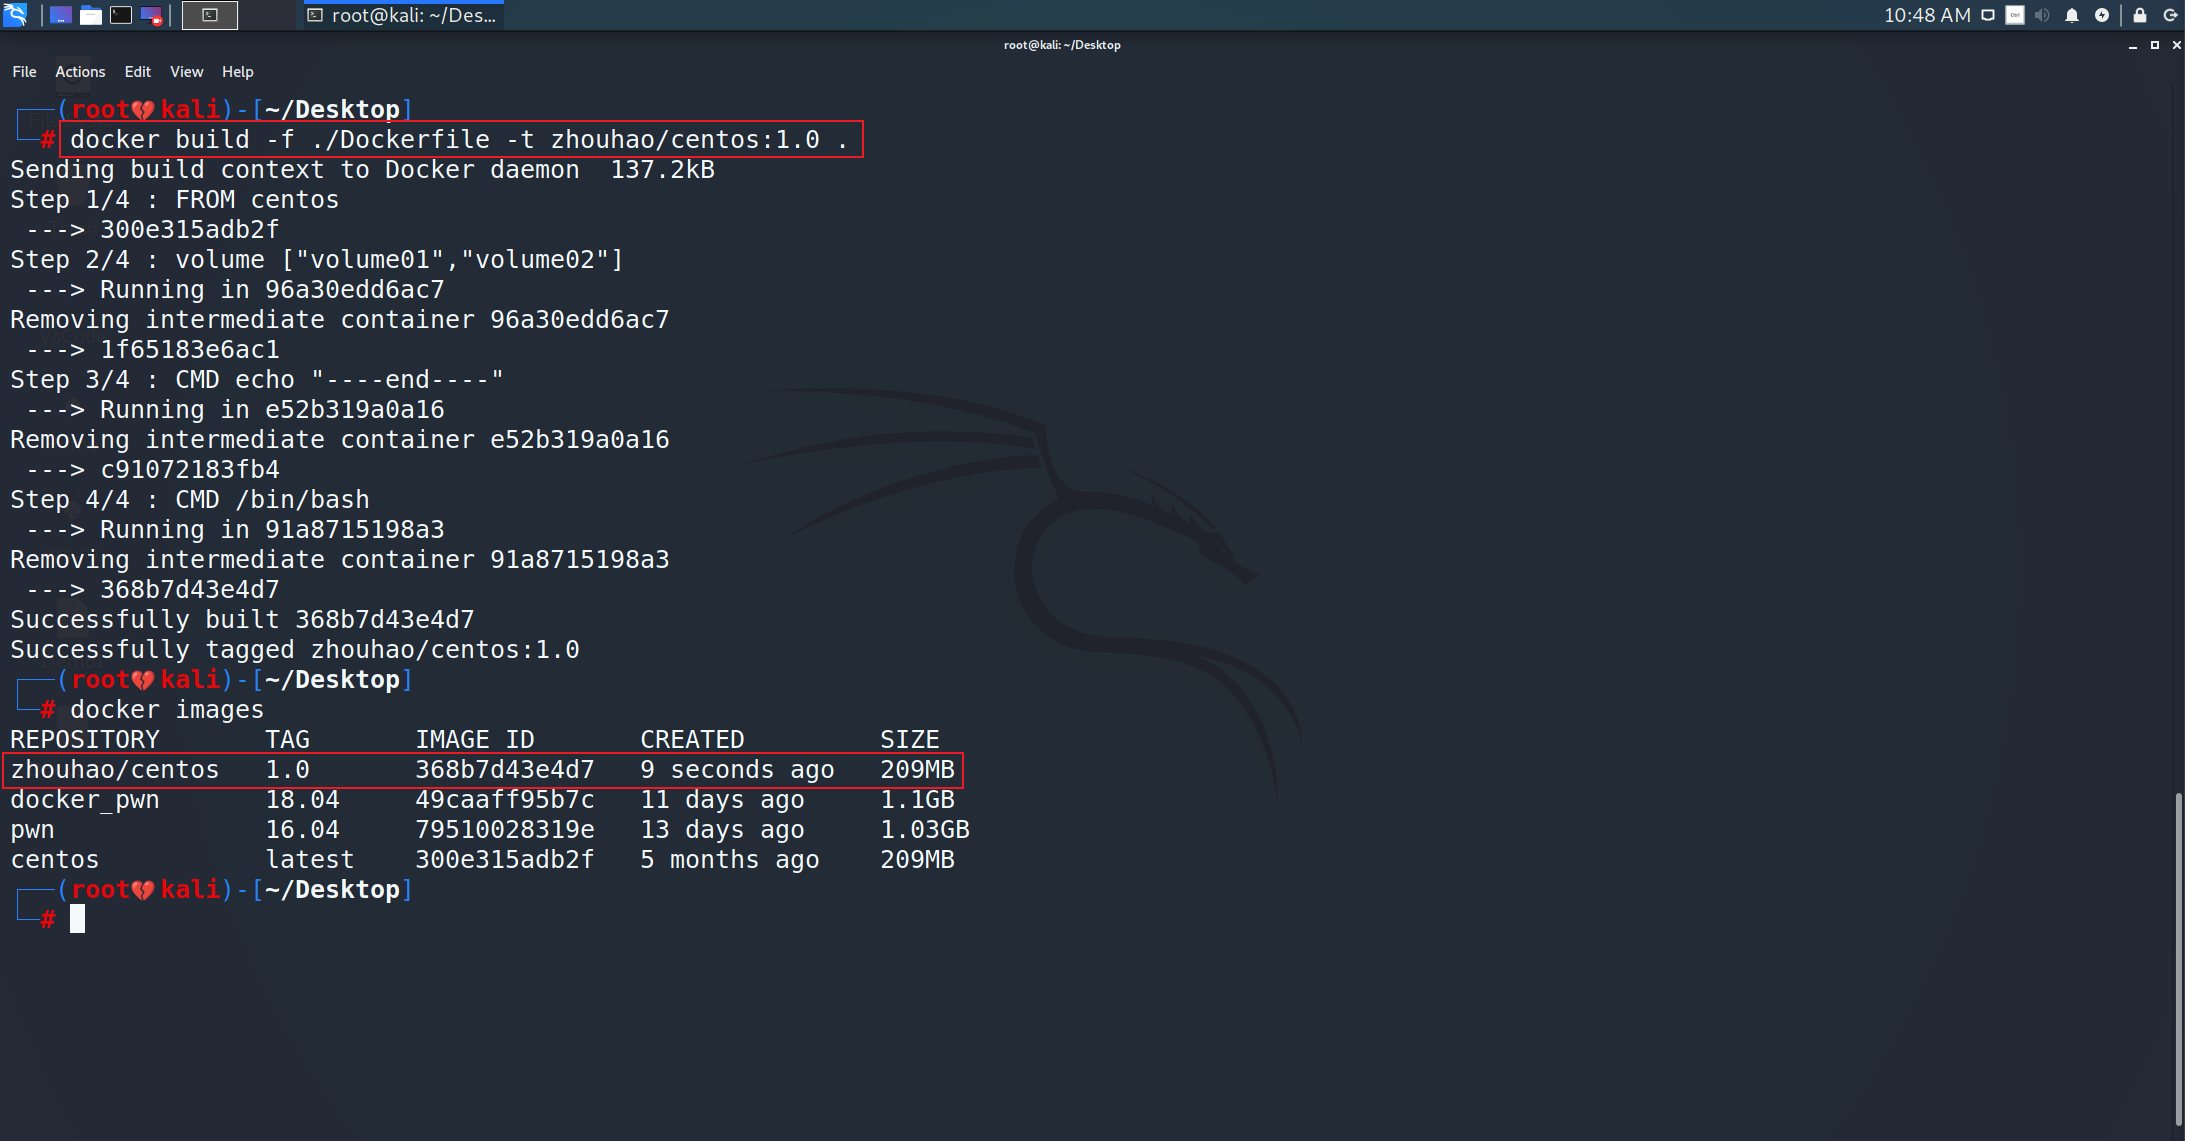 root@kali: ~/Des...
10:48 AM
root@kali: ~/Desktop
File Actions Edit View Help
(root💔kali)-[~/Desktop]
# docker build -f ./Dockerfile -t zhouhao/centos:1.0 .
Sending build context to Docker daemon  137.2kB
Step 1/4 : FROM centos
 ---> 300e315adb2f
Step 2/4 : volume ["volume01","volume02"]
 ---> Running in 96a30edd6ac7
Removing intermediate container 96a30edd6ac7
 ---> 1f65183e6ac1
Step 3/4 : CMD echo "----end----"
 ---> Running in e52b319a0a16
Removing intermediate container e52b319a0a16
 ---> c91072183fb4
Step 4/4 : CMD /bin/bash
 ---> Running in 91a8715198a3
Removing intermediate container 91a8715198a3
 ---> 368b7d43e4d7
Successfully built 368b7d43e4d7
Successfully tagged zhouhao/centos:1.0
(root💔kali)-[~/Desktop]
# docker images
REPOSITORY       TAG       IMAGE ID       CREATED         SIZE
zhouhao/centos   1.0       368b7d43e4d7   9 seconds ago   209MB
docker_pwn       18.04     49caaff95b7c   11 days ago     1.1GB
pwn              16.04     79510028319e   13 days ago     1.03GB
centos           latest    300e315adb2f   5 months ago    209MB
(root💔kali)-[~/Desktop]
#